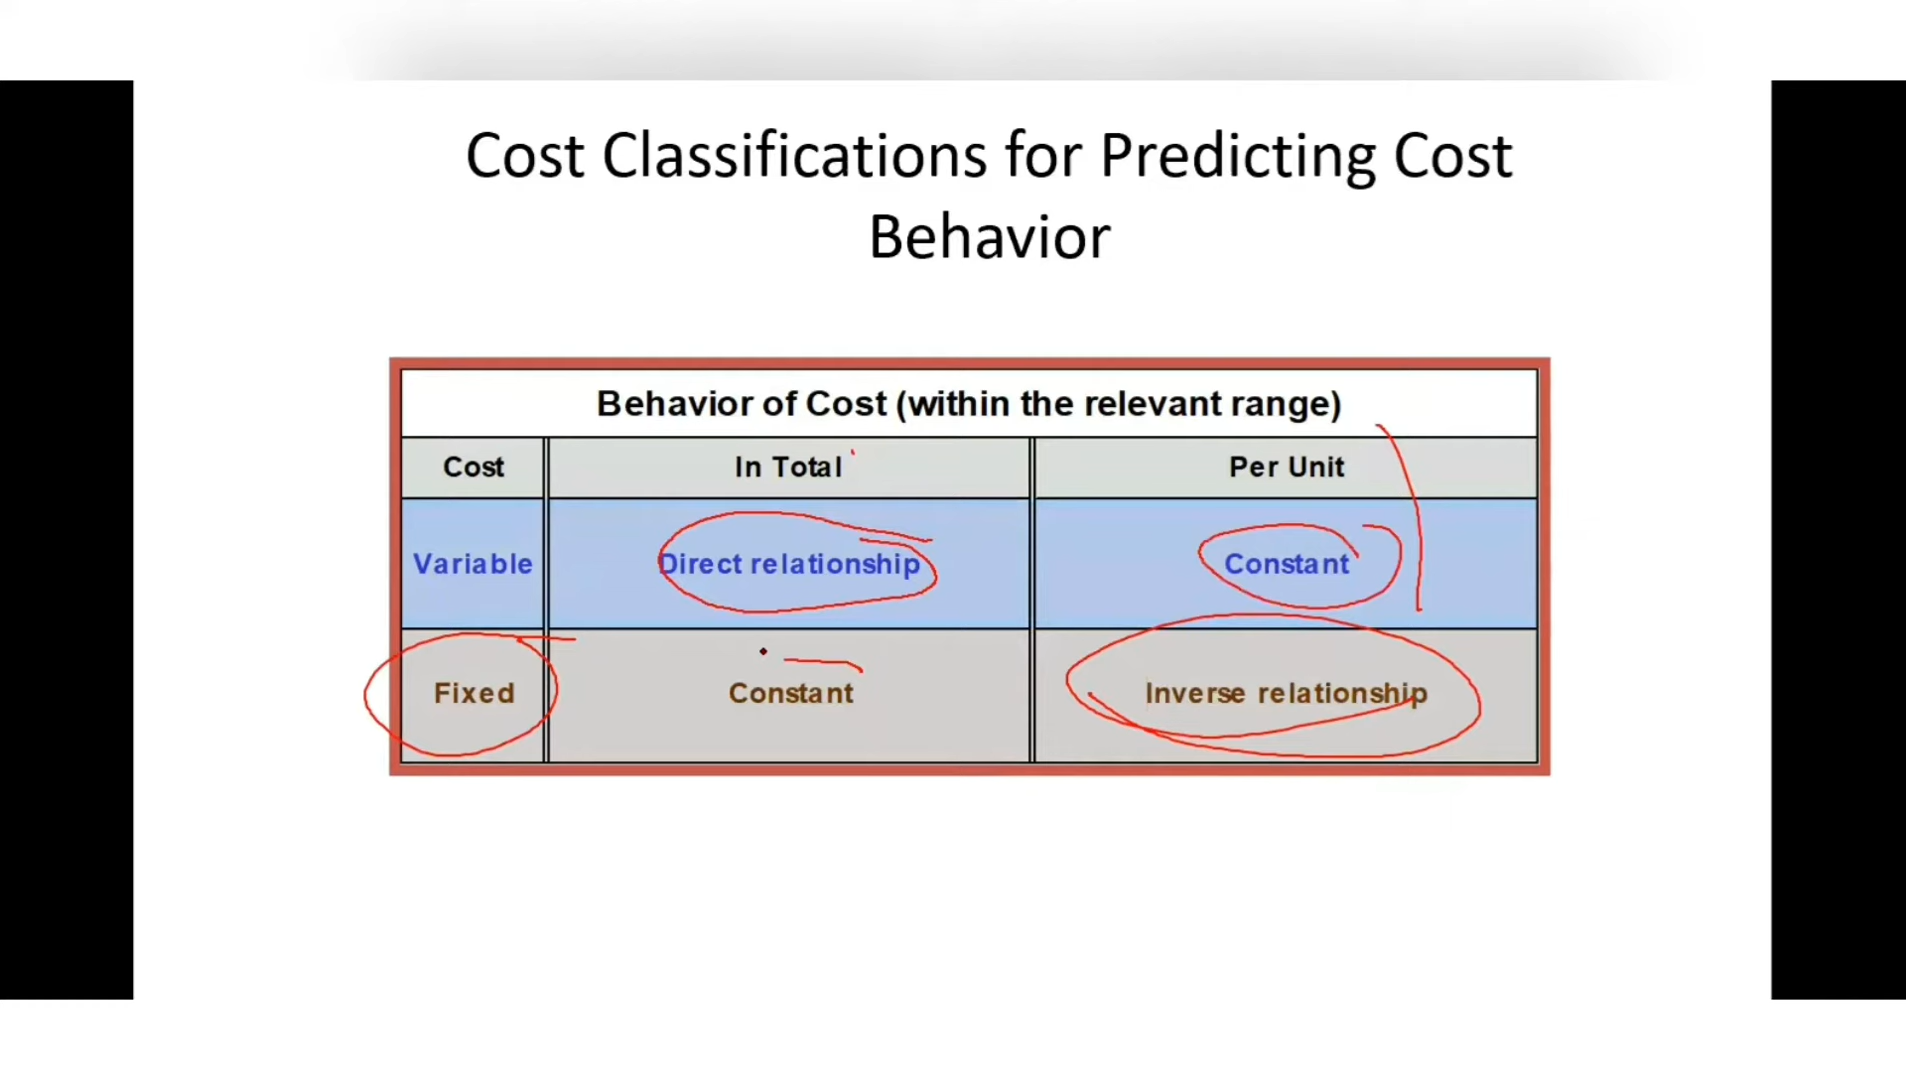 Cost Classifications for Predicting Cost
Behavior
Behavior of Cost (within the relevant range)
Cost In Total Per Unit
Variable Direct relationship Constant
Fixed Constant Inverse relationship